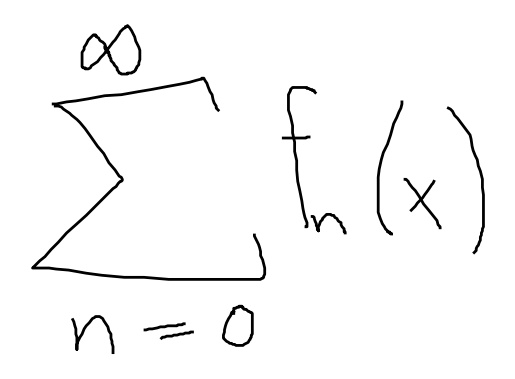 ∞
∑ fₙ(x)
n = 0